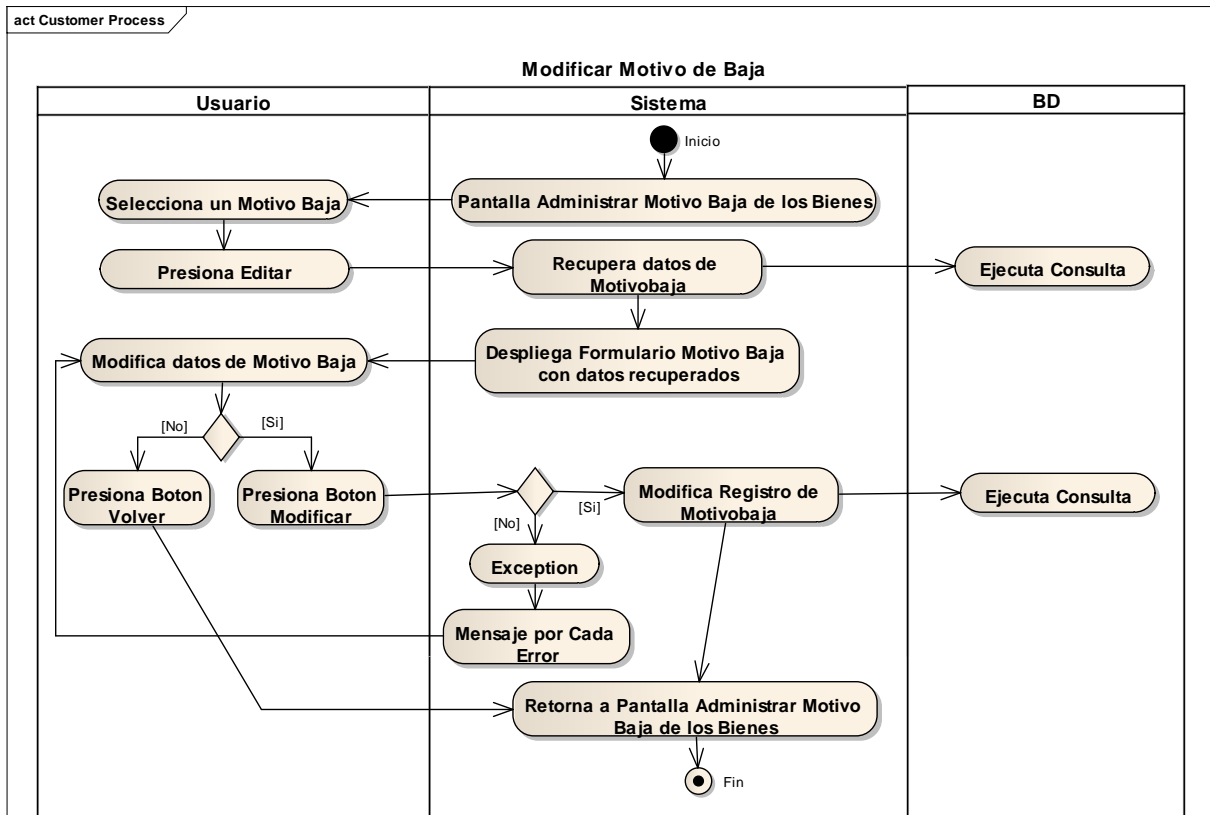 act Customer Process
Modificar Motivo de Baja
Usuario
Sistema
BD
Inicio
Selecciona un Motivo Baja
Pantalla Administrar Motivo Baja de los Bienes
Presiona Editar
Recupera datos de
Motivobaja
Ejecuta Consulta
Modifica datos de Motivo Baja
Despliega Formulario Motivo Baja
con datos recuperados
[No]
[Si]
Presiona Boton
Volver
Presiona Boton
Modificar
[Si]
[No]
Modifica Registro de
Motivobaja
Ejecuta Consulta
Exception
Mensaje por Cada
Error
Retorna a Pantalla Administrar Motivo
Baja de los Bienes
Fin